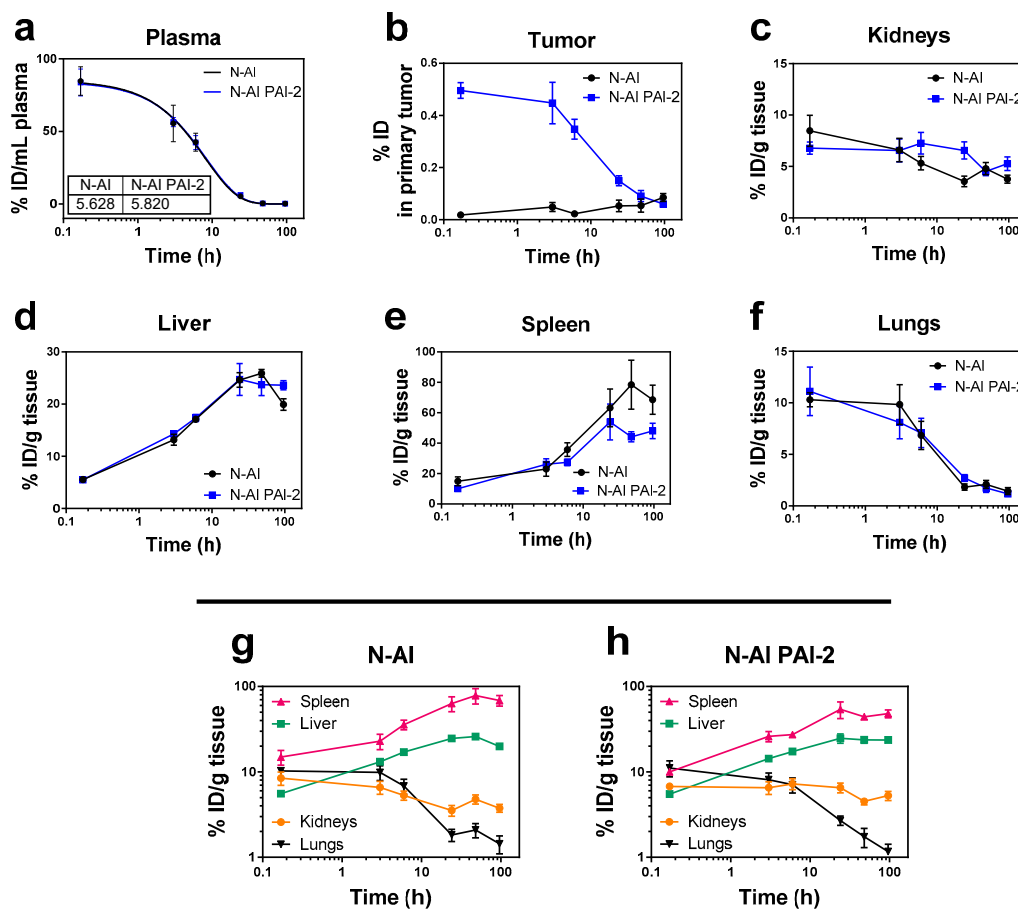 a
Plasma
% ID/mL plasma
100
50
0
N-AI
N-AI PAI-2
N-AI N-AI PAI-2
5.628 5.820
0.1 1 10 100
Time (h)
b
Tumor
% ID
in primary tumor
0.6
0.4
0.2
0.0
N-AI
N-AI PAI-2
0.1 1 10 100
Time (h)
c
Kidneys
% ID/g tissue
15
10
5
0
N-AI
N-AI PAI-2
0.1 1 10 100
Time (h)
d
Liver
% ID/g tissue
30
20
10
0
N-AI
N-AI PAI-2
0.1 1 10 100
Time (h)
e
Spleen
% ID/g tissue
100
80
60
40
20
0
N-AI
N-AI PAI-2
0.1 1 10 100
Time (h)
f
Lungs
% ID/g tissue
15
10
5
0
N-AI
N-AI PAI-2
0.1 1 10 100
Time (h)
g
N-AI
% ID/g tissue
100
10
1
Spleen
Liver
Kidneys
Lungs
0.1 1 10 100
Time (h)
h
N-AI PAI-2
% ID/g tissue
100
10
1
Spleen
Liver
Kidneys
Lungs
0.1 1 10 100
Time (h)